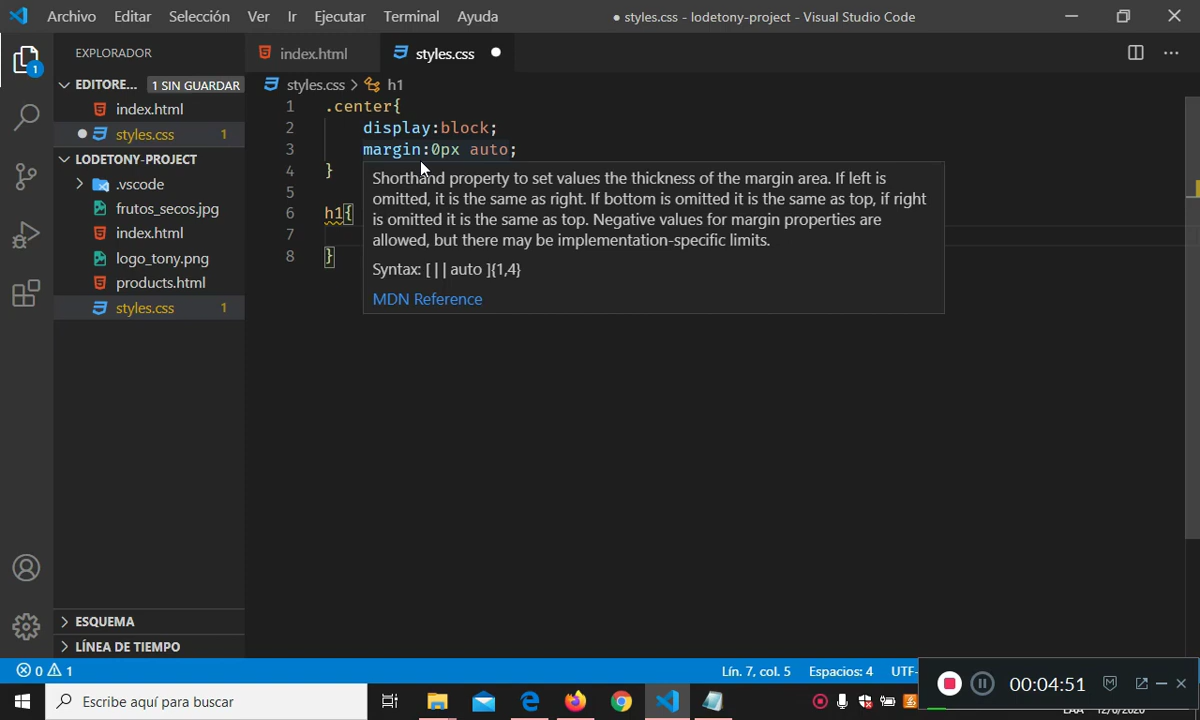 Archivo Editar Selección Ver Ir Ejecutar Terminal Ayuda ● styles.css - lodetony-project - Visual Studio Code
EXPLORADOR
EDITORE... 1 SIN GUARDAR
index.html
styles.css 1
LODETONY-PROJECT
.vscode
frutos_secos.jpg
index.html
logo_tony.png
products.html
styles.css 1
ESQUEMA
LÍNEA DE TIEMPO
1
index.html styles.css
styles.css > h1
1 .center{
2 display:block;
3 margin:0px auto;
4 }
5
6 h1{
7
8 }
Shorthand property to set values the thickness of the margin area. If left is
omitted, it is the same as right. If bottom is omitted it is the same as top, if right
is omitted it is the same as top. Negative values for margin properties are
allowed, but there may be implementation-specific limits.
Syntax: [ | | auto ]{1,4}
MDN Reference
0 1 Lín. 7, col. 5 Espacios: 4 UTF-
Escribe aquí para buscar
00:04:51